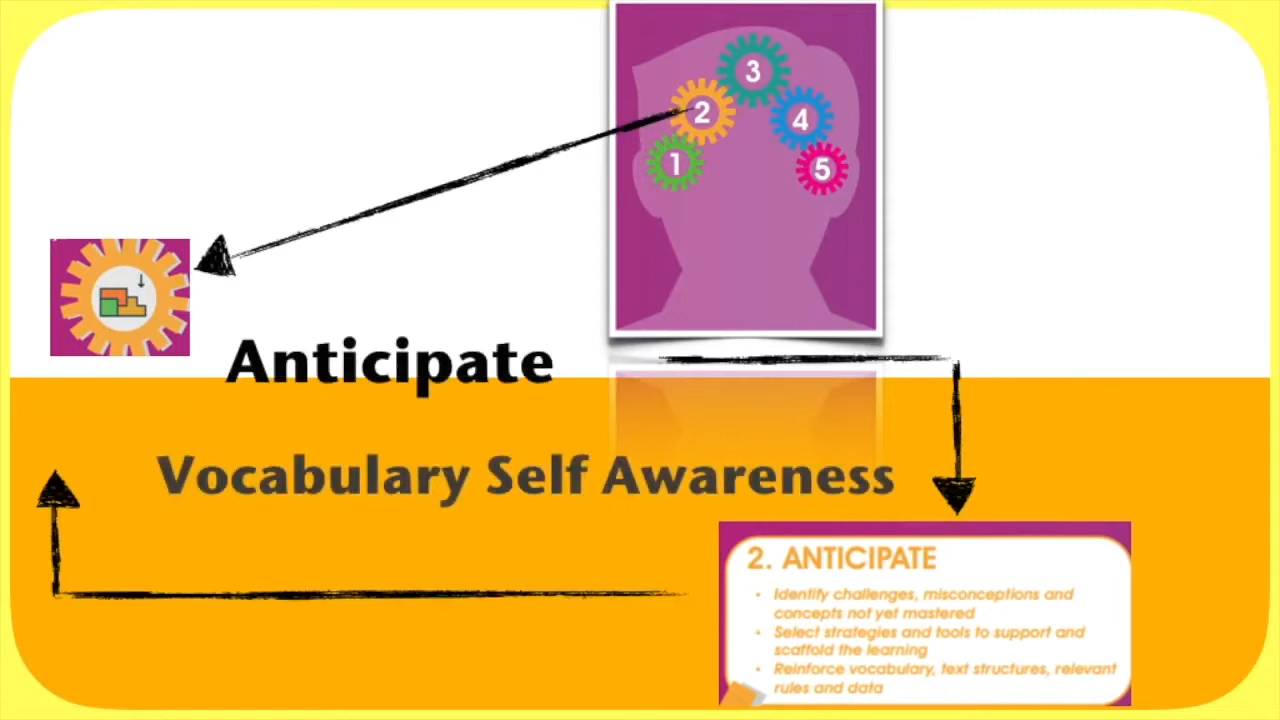 3
2
4
1
5
Anticipate
Vocabulary Self Awareness
2. ANTICIPATE
• Identify challenges, misconceptions and
concepts not yet mastered
• Select strategies and tools to support and
scaffold the learning
• Reinforce vocabulary, text structures, relevant
rules and data